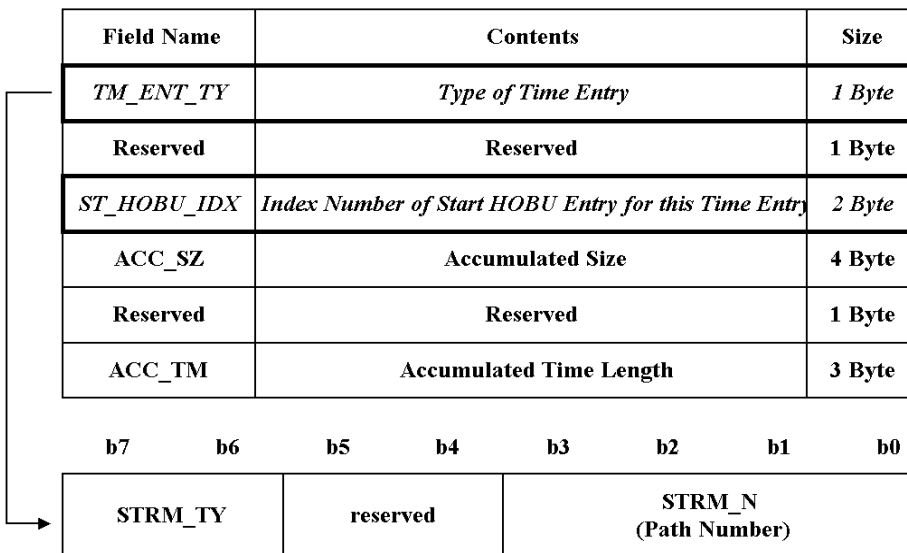 Field Name Contents Size
TM_ENT_TY Type of Time Entry 1 Byte
Reserved Reserved 1 Byte
ST_HOBU_IDX Index Number of Start HOBU Entry for this Time Entry 2 Byte
ACC_SZ Accumulated Size 4 Byte
Reserved Reserved 1 Byte
ACC_TM Accumulated Time Length 3 Byte
b7 b6 b5 b4 b3 b2 b1 b0
STRM_TY reserved STRM_N
(Path Number)